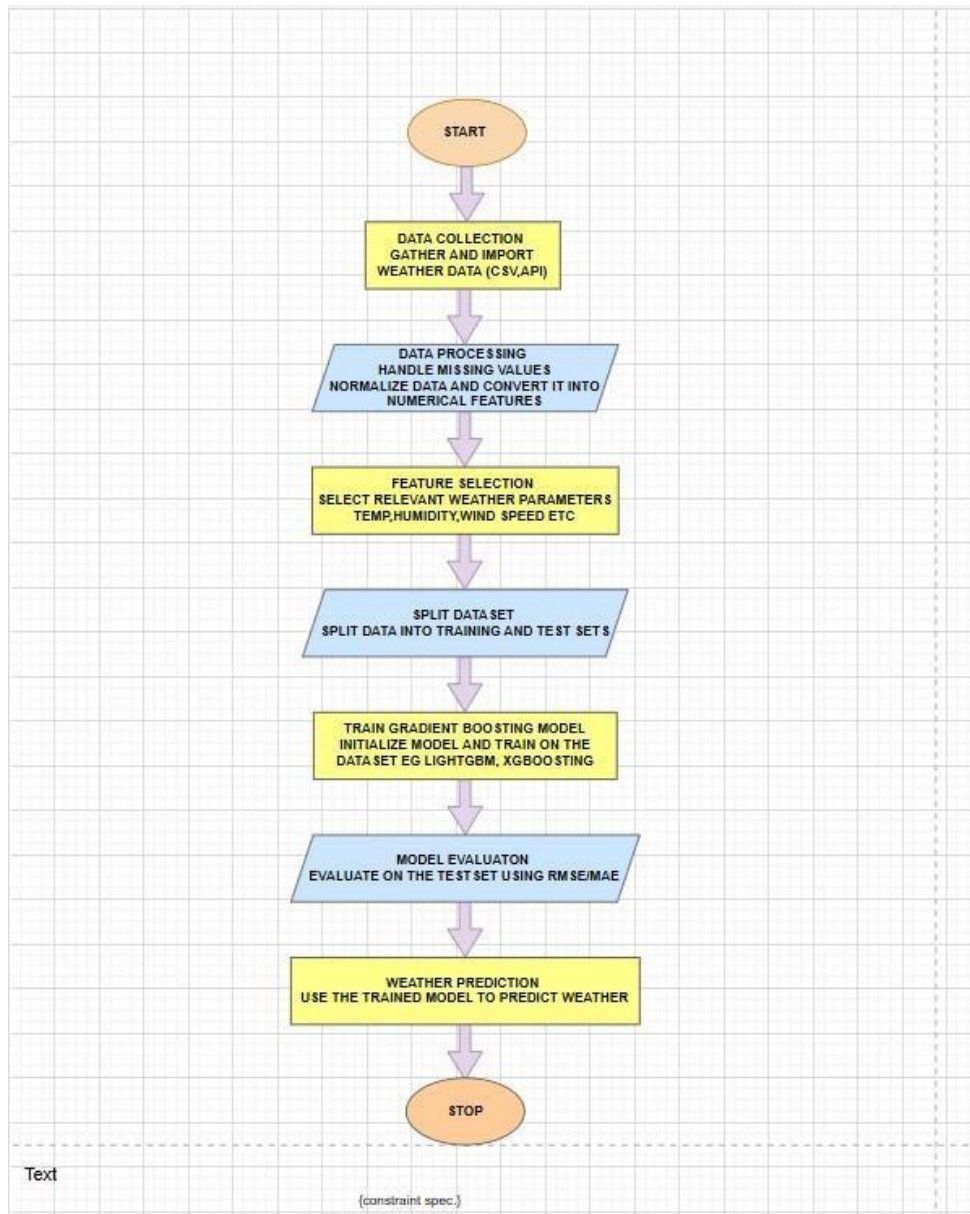 START
DATA COLLECTION
GATHER AND IMPORT
WEATHER DATA (CSV,API)
DATA PROCESSING
HANDLE MISSING VALUES
NORMALIZE DATA AND CONVERT IT INTO
NUMERICAL FEATURES
FEATURE SELECTION
SELECT RELEVANT WEATHER PARAMETERS
TEMP,HUMIDITY,WIND SPEED ETC
SPLIT DATASET
SPLIT DATA INTO TRAINING AND TEST SETS
TRAIN GRADIENT BOOSTING MODEL
INITIALIZE MODEL AND TRAIN ON THE
DATASET EG LIGHTGBM, XGBOOSTING
MODEL EVALUATON
EVALUATE ON THE TESTSET USING RMSE/MAE
WEATHER PREDICTION
USE THE TRAINED MODEL TO PREDICT WEATHER
STOP
Text
{constraint spec.}